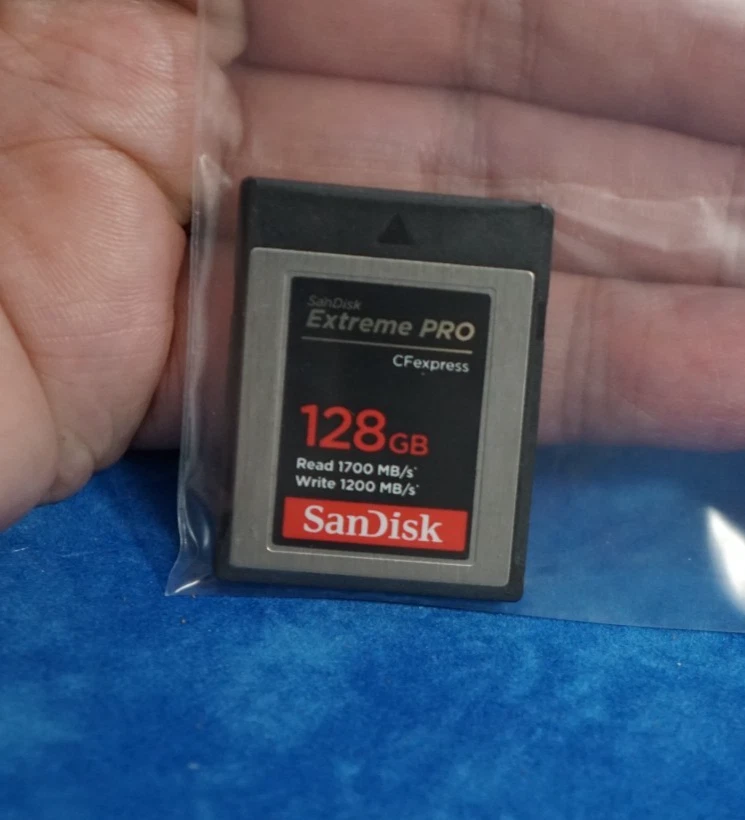 SanDisk
Extreme PRO
CFexpress
128GB
Read 1700 MB/s*
Write 1200 MB/s*
SanDisk